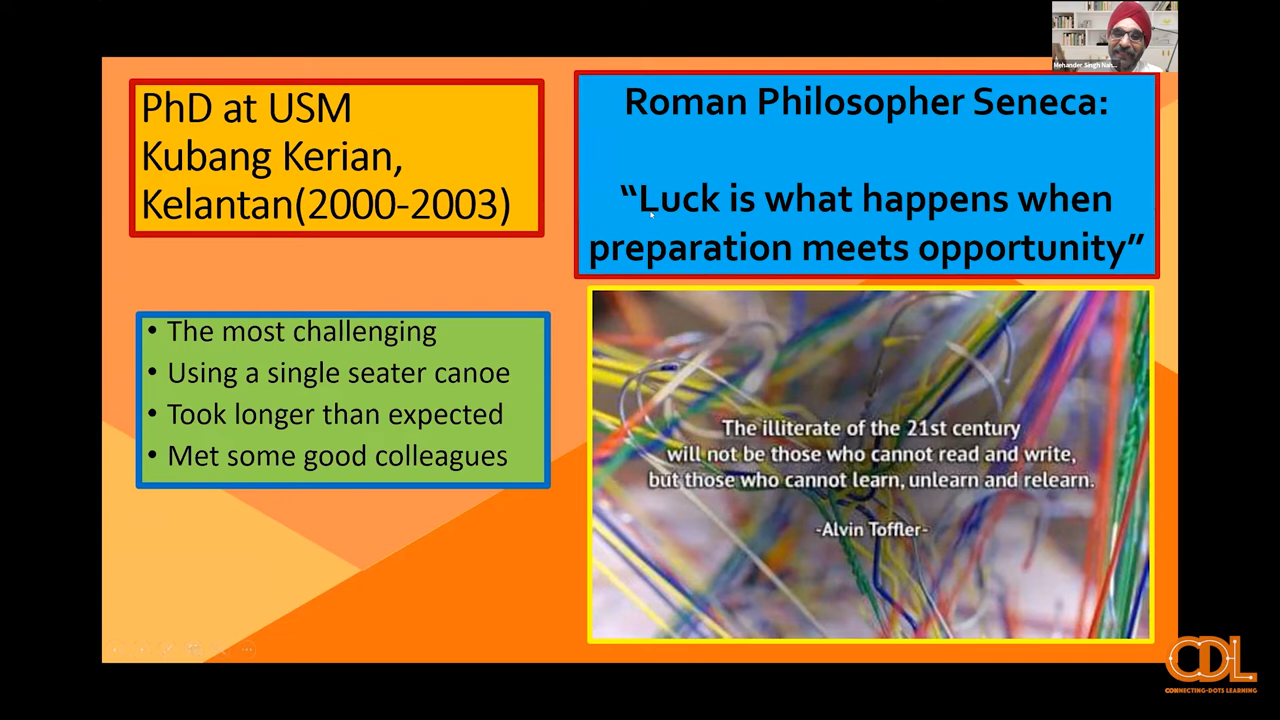 Mehander Singh Nah...
PhD at USM
Kubang Kerian,
Kelantan(2000-2003)
Roman Philosopher Seneca:
“Luck is what happens when
preparation meets opportunity”
• The most challenging
• Using a single seater canoe
• Took longer than expected
• Met some good colleagues
The illiterate of the 21st century
will not be those who cannot read and write,
but those who cannot learn, unlearn and relearn.
-Alvin Toffler-
CDL
CONNECTING-DOTS LEARNING